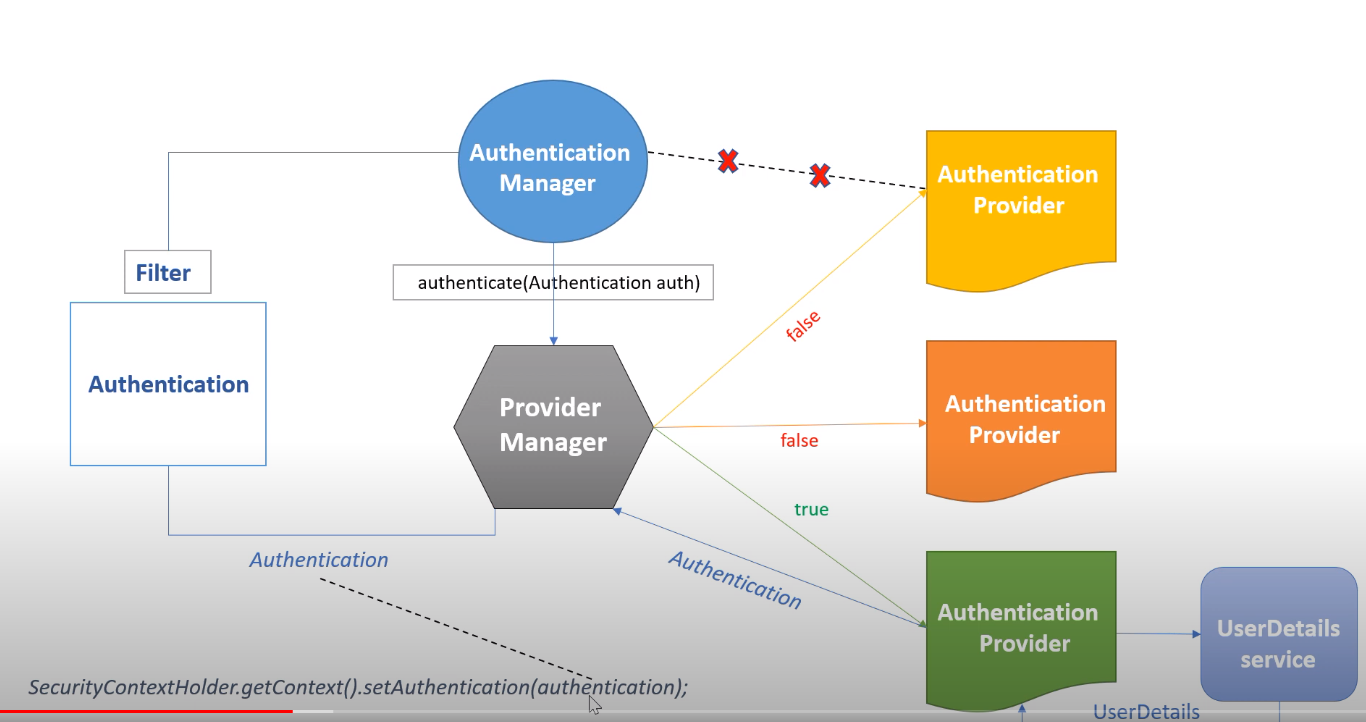 Authentication
Manager
Authentication
Provider
Filter
authenticate(Authentication auth)
false
Authentication
Provider
Manager
Authentication
Provider
false
true
Authentication
Authentication
Authentication
Provider
UserDetails
service
SecurityContextHolder.getContext().setAuthentication(authentication);
UserDetails